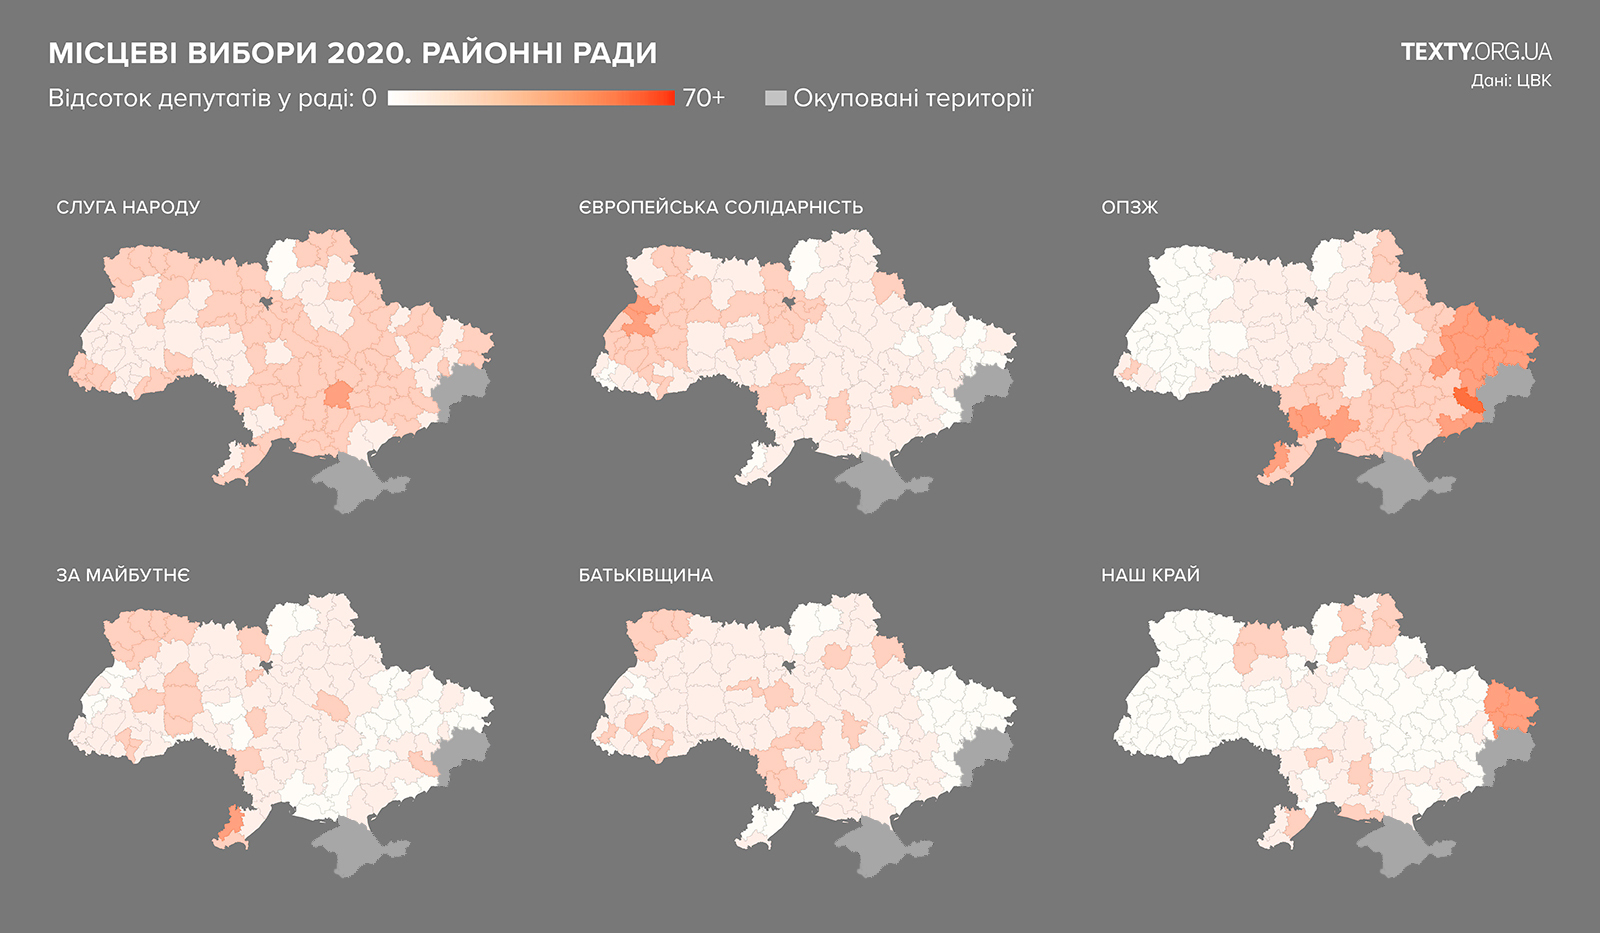 МІСЦЕВІ ВИБОРИ 2020. РАЙОННІ РАДИ
TEXTY.ORG.UA
Дані: ЦВК
Відсоток депутатів у раді: 0 70+ Окуповані території
СЛУГА НАРОДУ
ЄВРОПЕЙСЬКА СОЛІДАРНІСТЬ
ОПЗЖ
ЗА МАЙБУТНЄ
БАТЬКІВЩИНА
НАШ КРАЙ